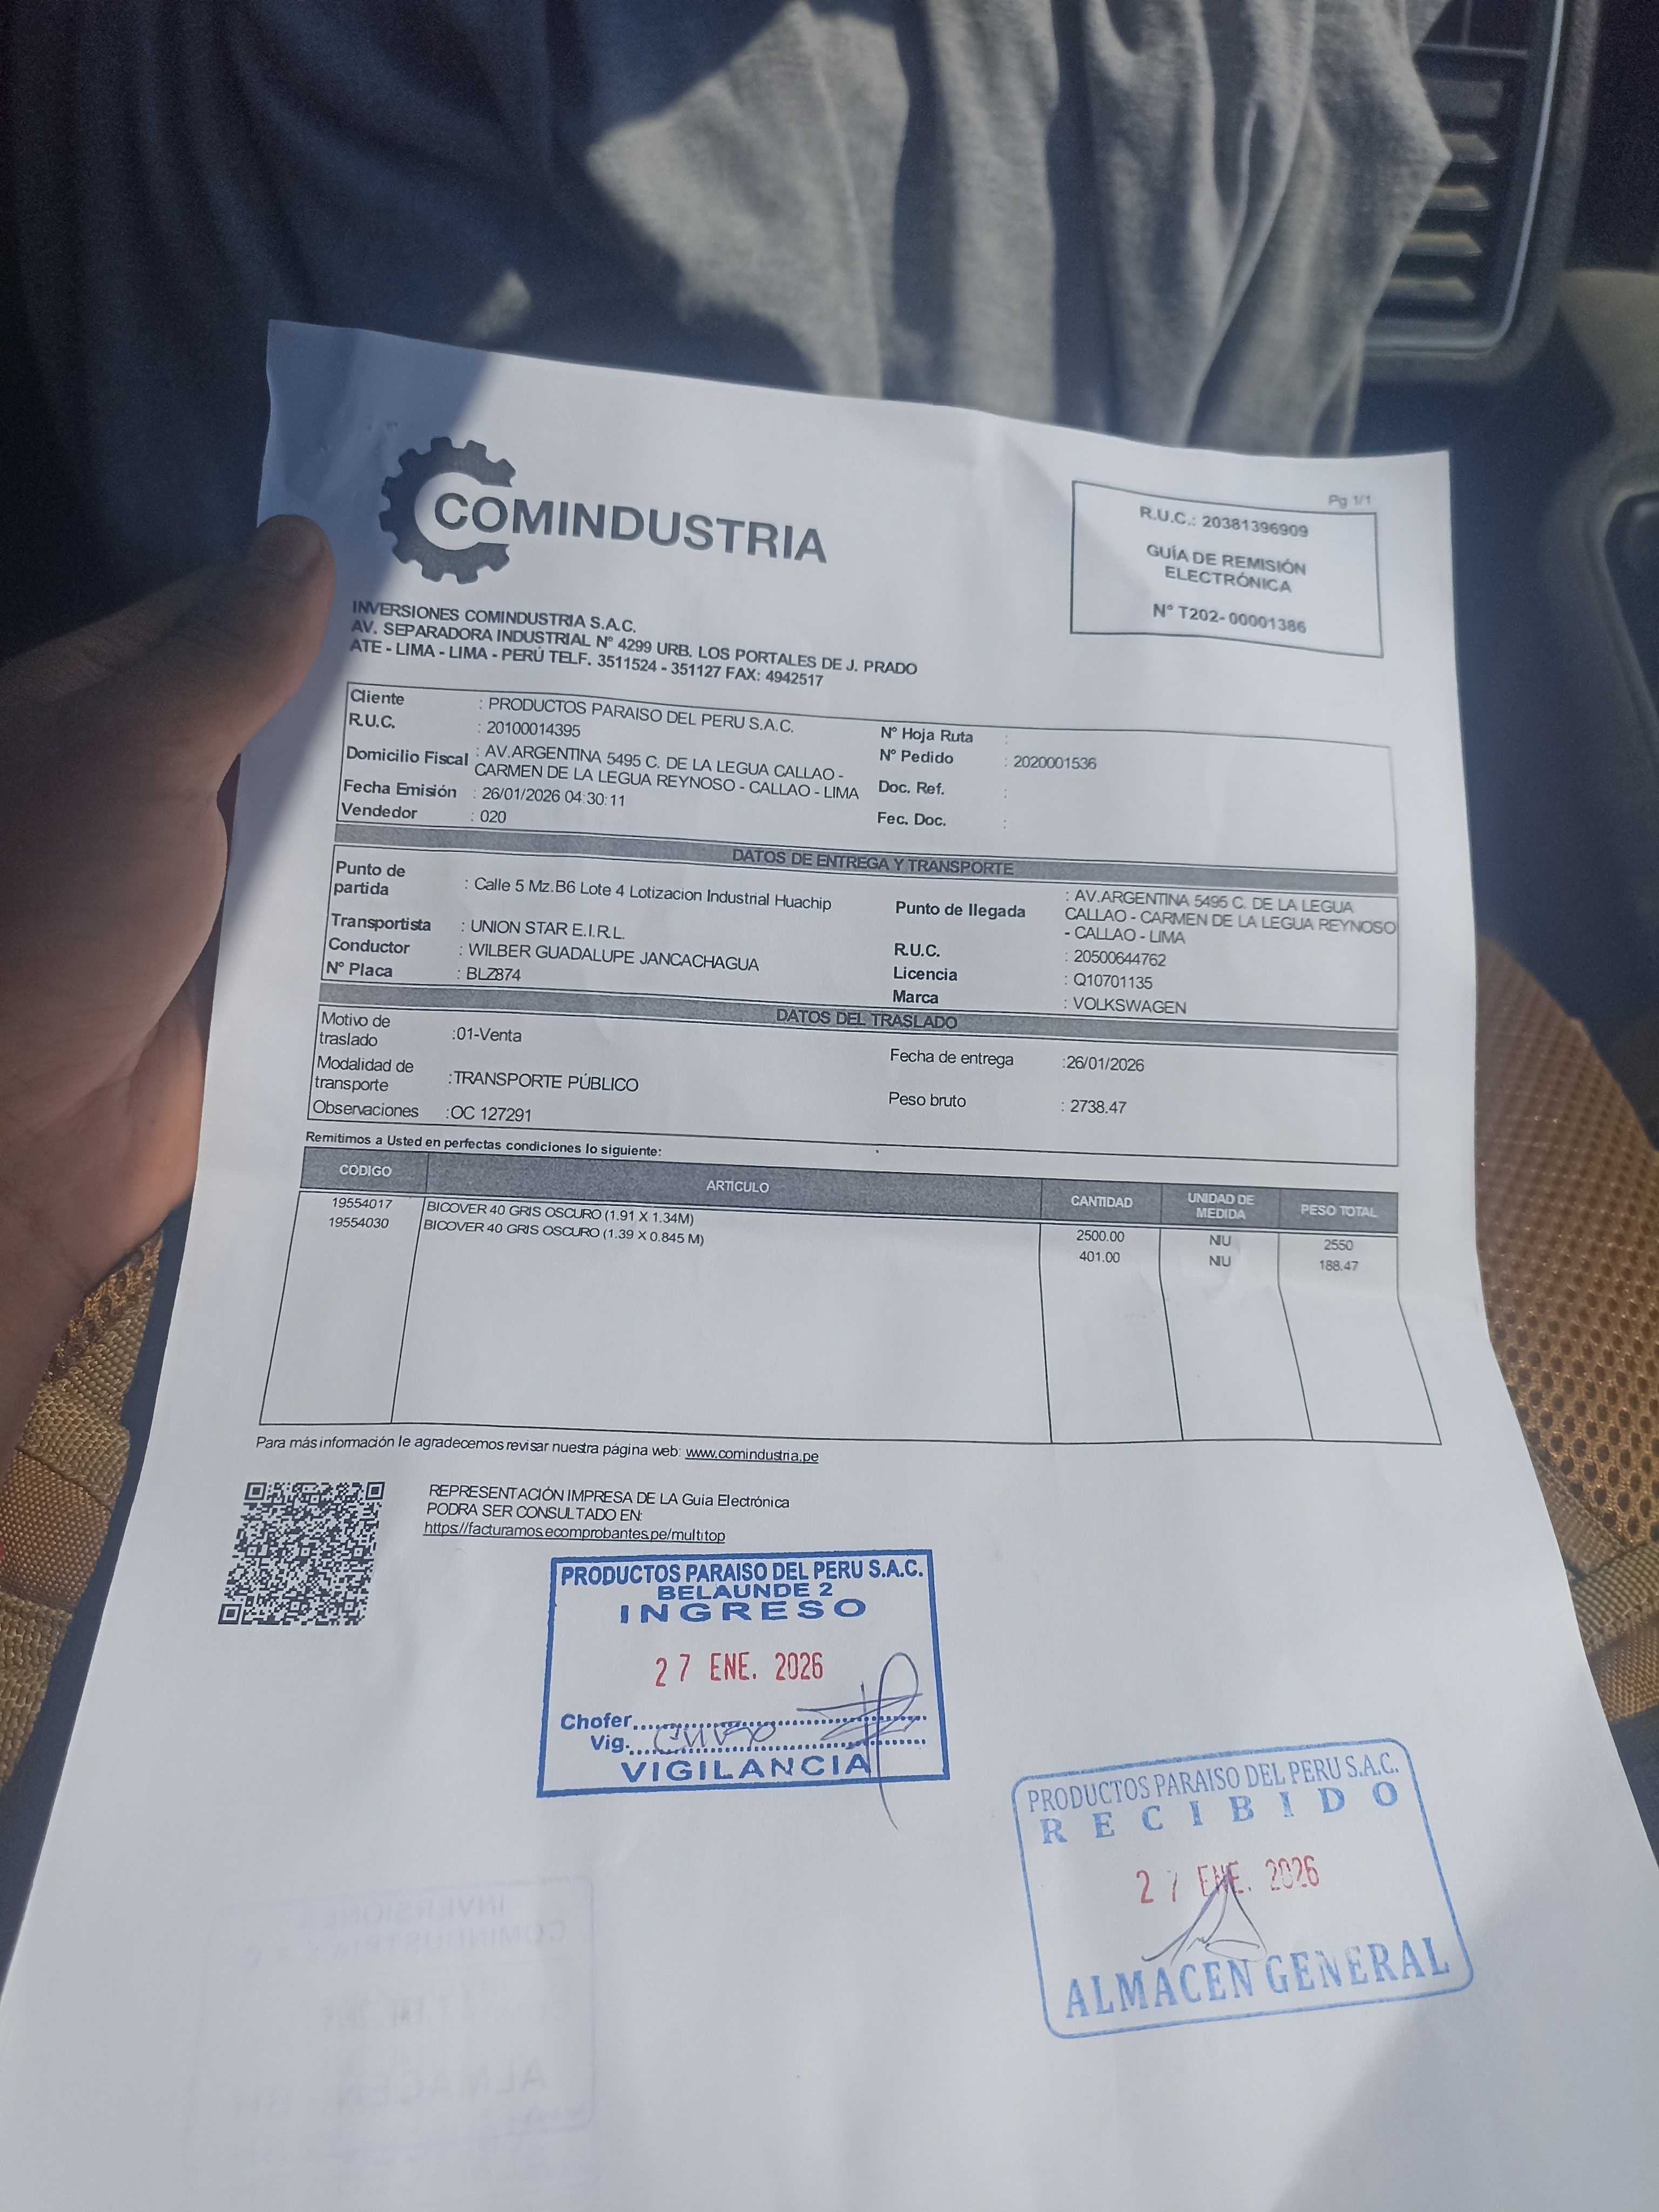 COMINDUSTRIA
Pg 1/1
R.U.C.: 20381396909
GUÍA DE REMISIÓN
ELECTRÓNICA
N° T202- 00001386
INVERSIONES COMINDUSTRIA S.A.C.
AV. SEPARADORA INDUSTRIAL N° 4299 URB. LOS PORTALES DE J. PRADO
ATE - LIMA - LIMA - PERÚ TELF. 3511524 - 351127 FAX: 4942517
Cliente : PRODUCTOS PARAISO DEL PERU S.A.C.
R.U.C. : 20100014395
Domicilio Fiscal : AV.ARGENTINA 5495 C. DE LA LEGUA CALLAO -
CARMEN DE LA LEGUA REYNOSO - CALLAO - LIMA
Fecha Emisión : 26/01/2026 04:30:11
Vendedor : 020
N° Hoja Ruta :
N° Pedido : 2020001536
Doc. Ref. :
Fec. Doc. :
DATOS DE ENTREGA Y TRANSPORTE
Punto de
partida : Calle 5 Mz.B6 Lote 4 Lotizacion Industrial Huachip
Transportista : UNION STAR E.I.R.L.
Conductor : WILBER GUADALUPE JANCACHAGUA
N° Placa : BLZ874
Punto de llegada : AV.ARGENTINA 5495 C. DE LA LEGUA
CALLAO - CARMEN DE LA LEGUA REYNOSO
- CALLAO - LIMA
R.U.C. : 20500644762
Licencia : Q10701135
Marca : VOLKSWAGEN
DATOS DEL TRASLADO
Motivo de
traslado :01-Venta
Modalidad de
transporte :TRANSPORTE PÚBLICO
Observaciones :OC 127291
Fecha de entrega :26/01/2026
Peso bruto : 2738.47
Remitimos a Usted en perfectas condiciones lo siguiente:
CÓDIGO ARTÍCULO CANTIDAD UNIDAD DE MEDIDA PESO TOTAL
19554017 BICOVER 40 GRIS OSCURO (1.91 X 1.34M) 2500.00 NIU 2550
19554030 BICOVER 40 GRIS OSCURO (1.39 X 0.845 M) 401.00 NIU 188.47
Para más información le agradecemos revisar nuestra página web: www.comindustria.pe
REPRESENTACIÓN IMPRESA DE LA Guía Electrónica
PODRA SER CONSULTADO EN:
https://facturamos.ecomprobantes.pe/multitop
PRODUCTOS PARAISO DEL PERU S.A.C.
BELAUNDE 2
INGRESO
27 ENE. 2026
Chofer
Vig.
VIGILANCIA
PRODUCTOS PARAISO DEL PERU S.A.C.
RECIBIDO
27 ENE. 2026
ALMACEN GENERAL